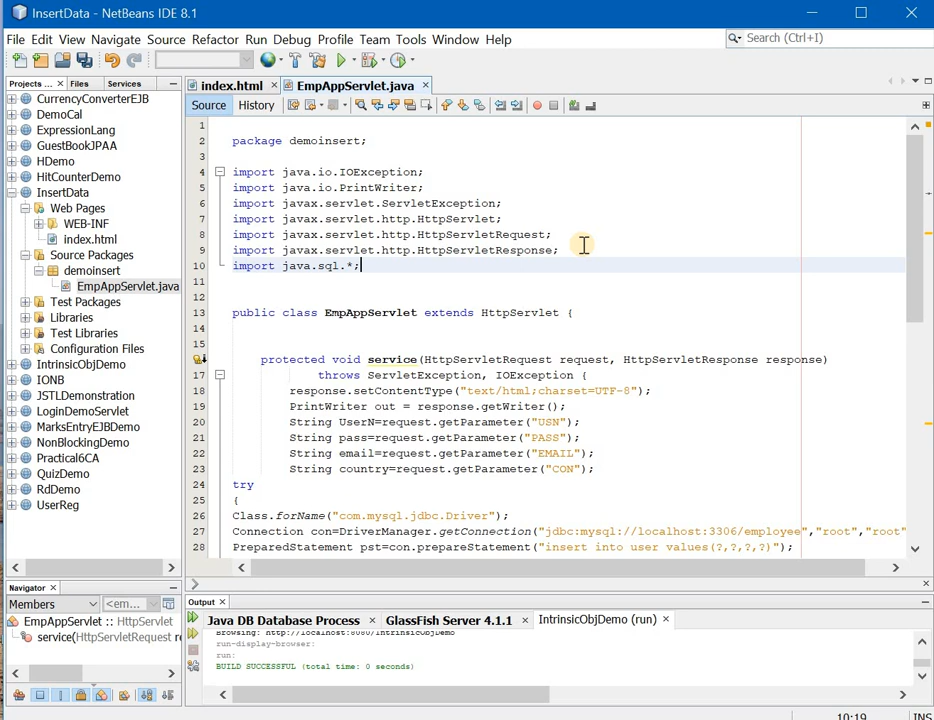 InsertData - NetBeans IDE 8.1
File Edit View Navigate Source Refactor Run Debug Profile Team Tools Window Help
Search (Ctrl+I)
Projects... Files Services
CurrencyConverterEJB
DemoCal
ExpressionLang
GuestBookJPAA
HDemo
HitCounterDemo
InsertData
Web Pages
WEB-INF
index.html
Source Packages
demoinsert
EmpAppServlet.java
Test Packages
Libraries
Test Libraries
Configuration Files
IntrinsicObjDemo
IONB
JSTLDemonstration
LoginDemoServlet
MarksEntryEJBDemo
NonBlockingDemo
Practical6CA
QuizDemo
RdDemo
UserReg
Navigator
Members <em...
EmpAppServlet :: HttpServlet
service(HttpServletRequest re
index.html EmpAppServlet.java
Source History
1
2 package demoinsert;
3
4 import java.io.IOException;
5 import java.io.PrintWriter;
6 import javax.servlet.ServletException;
7 import javax.servlet.http.HttpServlet;
8 import javax.servlet.http.HttpServletRequest;
9 import javax.servlet.http.HttpServletResponse;
10 import java.sql.*;
11
12
13 public class EmpAppServlet extends HttpServlet {
14
15
protected void service(HttpServletRequest request, HttpServletResponse response)
17 throws ServletException, IOException {
18 response.setContentType("text/html;charset=UTF-8");
19 PrintWriter out = response.getWriter();
20 String UserN=request.getParameter("USN");
21 String pass=request.getParameter("PASS");
22 String email=request.getParameter("EMAIL");
23 String country=request.getParameter("CON");
24 try
25 {
26 Class.forName("com.mysql.jdbc.Driver");
27 Connection con=DriverManager.getConnection("jdbc:mysql://localhost:3306/employee","root","root"
28 PreparedStatement pst=con.prepareStatement("insert into user values(?,?,?,?)");
Output
Java DB Database Process GlassFish Server 4.1.1 IntrinsicObjDemo (run)
Browsing: http://localhost:8080/IntrinsicObjDemo
run-display-browser:
run:
BUILD SUCCESSFUL (total time: 0 seconds)
10:19 INS